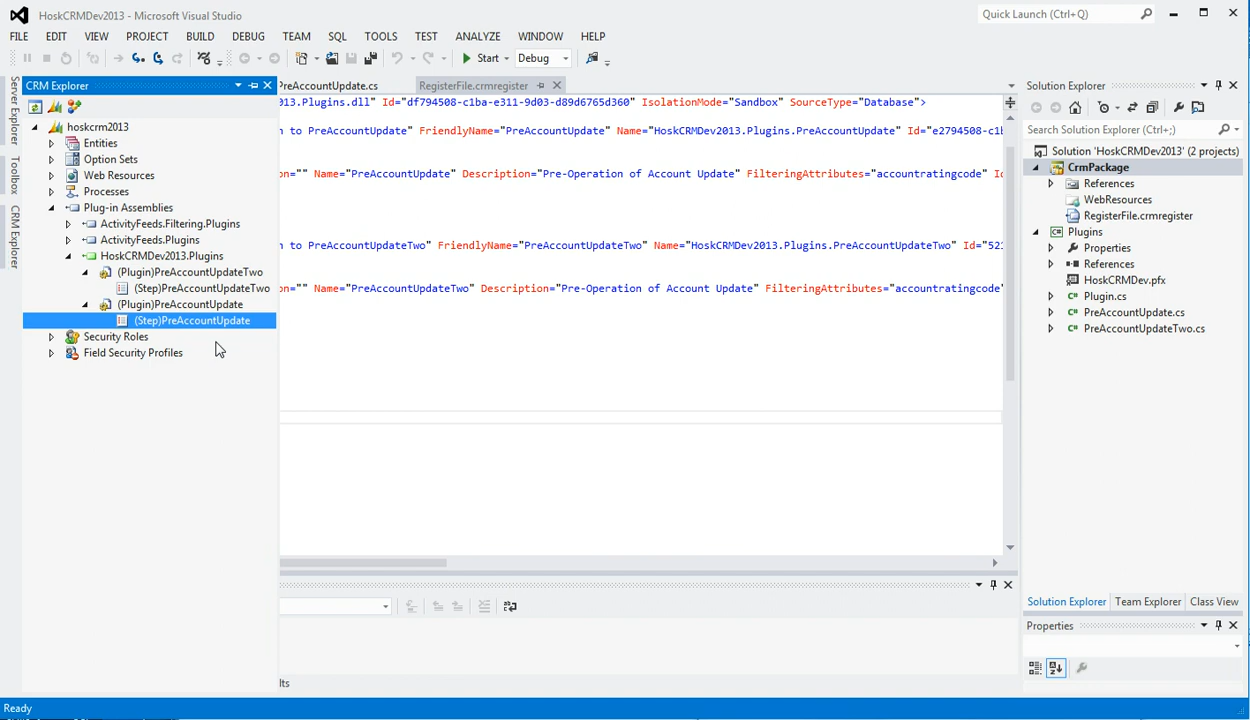 HoskCRMDev2013 - Microsoft Visual Studio
Quick Launch (Ctrl+Q)
FILE EDIT VIEW PROJECT BUILD DEBUG TEAM SQL TOOLS TEST ANALYZE WINDOW HELP
Start Debug
Server Explorer
Toolbox
CRM Explorer
CRM Explorer
hoskcrm2013
Entities
Option Sets
Web Resources
Processes
Plug-in Assemblies
ActivityFeeds.Filtering.Plugins
ActivityFeeds.Plugins
HoskCRMDev2013.Plugins
(Plugin)PreAccountUpdateTwo
(Step)PreAccountUpdateTwo
(Plugin)PreAccountUpdate
(Step)PreAccountUpdate
Security Roles
Field Security Profiles
PreAccountUpdate.cs RegisterFile.crmregister
013.Plugins.dll" Id="df794508-c1ba-e311-9d03-d89d6765d360" IsolationMode="Sandbox" SourceType="Database">
n to PreAccountUpdate" FriendlyName="PreAccountUpdate" Name="HoskCRMDev2013.Plugins.PreAccountUpdate" Id="e2794508-c1b
on="" Name="PreAccountUpdate" Description="Pre-Operation of Account Update" FilteringAttributes="accountratingcode" Id
n to PreAccountUpdateTwo" FriendlyName="PreAccountUpdateTwo" Name="HoskCRMDev2013.Plugins.PreAccountUpdateTwo" Id="521
on="" Name="PreAccountUpdateTwo" Description="Pre-Operation of Account Update" FilteringAttributes="accountratingcode"
lts
Solution Explorer
Search Solution Explorer (Ctrl+;)
Solution 'HoskCRMDev2013' (2 projects)
CrmPackage
References
WebResources
RegisterFile.crmregister
Plugins
Properties
References
HoskCRMDev.pfx
Plugin.cs
PreAccountUpdate.cs
PreAccountUpdateTwo.cs
Solution Explorer Team Explorer Class View
Properties
Ready